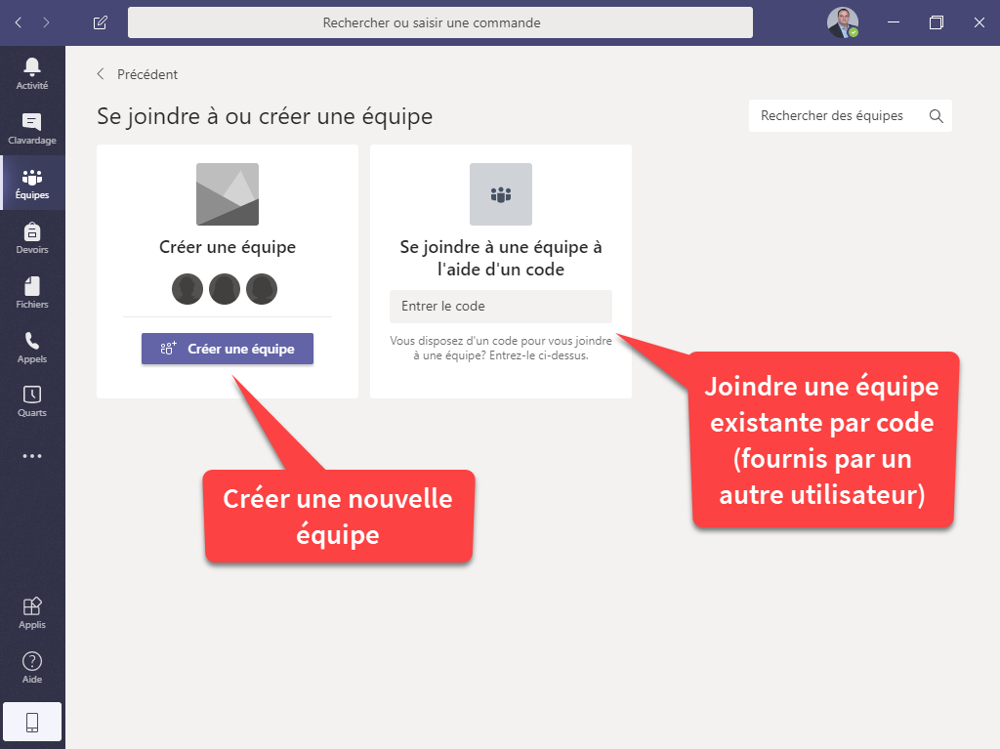 Rechercher ou saisir une commande
Activité
Clavardage
Équipes
Devoirs
Fichiers
Appels
Quarts
Applis
Aide
Précédent
Se joindre à ou créer une équipe
Rechercher des équipes
Créer une équipe
Créer une équipe
Se joindre à une équipe à
l'aide d'un code
Entrer le code
Vous disposez d'un code pour vous joindre
à une équipe? Entrez-le ci-dessus.
Créer une nouvelle
équipe
Joindre une équipe
existante par code
(fournis par un
autre utilisateur)